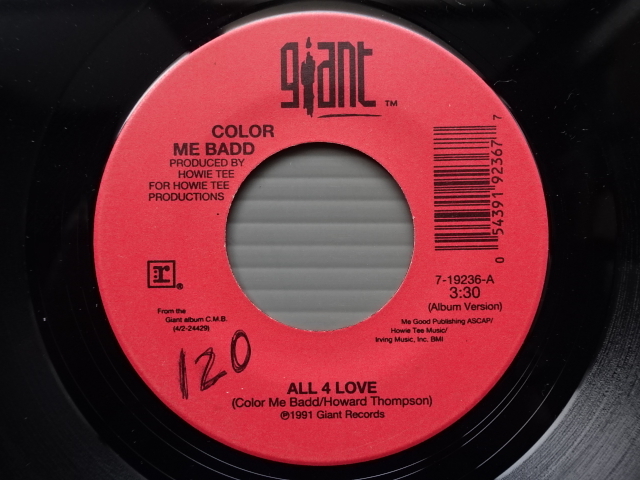 giant TM
COLOR
ME BADD
PRODUCED BY
HOWIE TEE
FOR HOWIE TEE
PRODUCTIONS
r ®
From the
Giant album C.M.B.
(4/2-24429)
120
0 54391 92367 7
7-19236-A
3:30
(Album Version)
Me Good Publishing ASCAP/
Howie Tee Music/
Irving Music, Inc. BMI
ALL 4 LOVE
(Color Me Badd/Howard Thompson)
℗1991 Giant Records